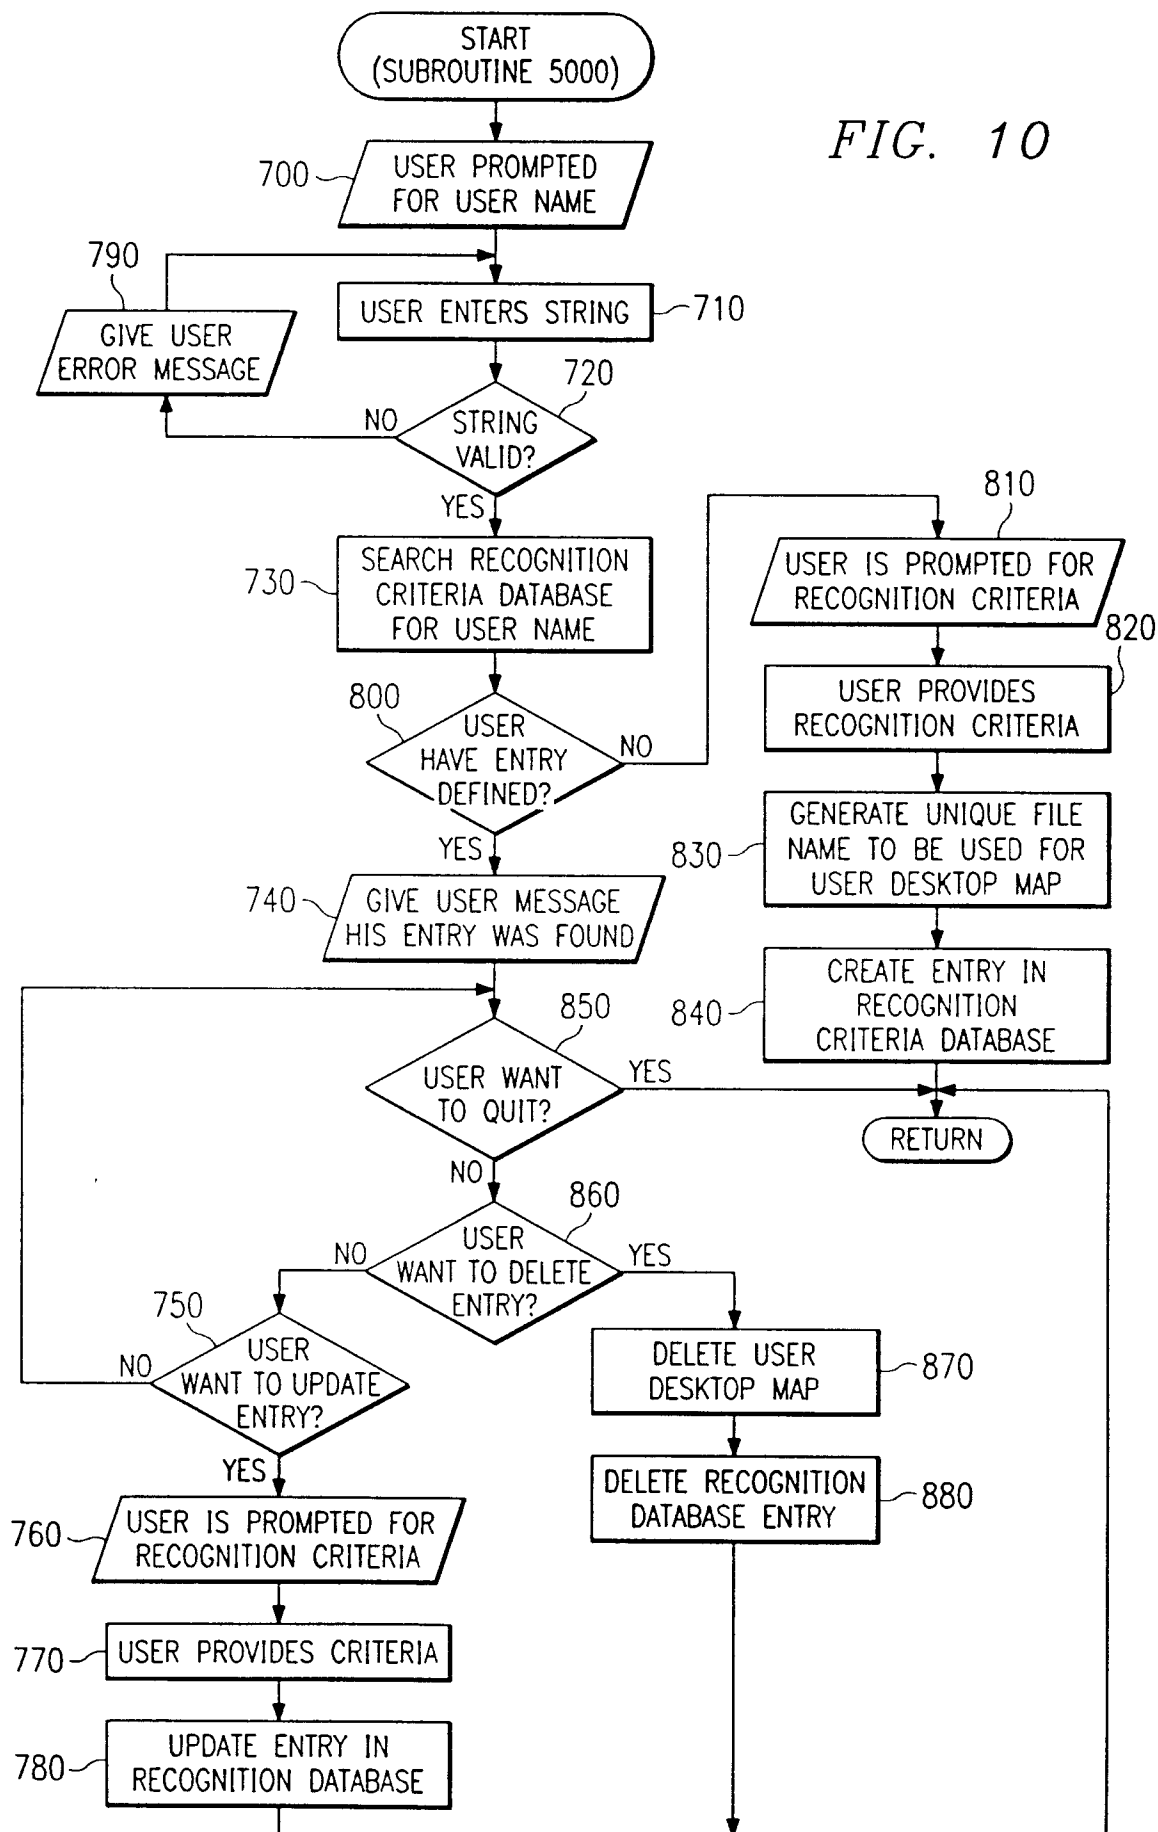 START
(SUBROUTINE 5000)
FIG. 10
700
USER PROMPTED
FOR USER NAME
790
GIVE USER
ERROR MESSAGE
USER ENTERS STRING
710
720
NO
STRING
VALID?
YES
730
SEARCH RECOGNITION
CRITERIA DATABASE
FOR USER NAME
800
USER
HAVE ENTRY
DEFINED?
NO
YES
810
USER IS PROMPTED FOR
RECOGNITION CRITERIA
820
USER PROVIDES
RECOGNITION CRITERIA
830
GENERATE UNIQUE FILE
NAME TO BE USED FOR
USER DESKTOP MAP
840
CREATE ENTRY IN
RECOGNITION
CRITERIA DATABASE
740
GIVE USER MESSAGE
HIS ENTRY WAS FOUND
850
USER WANT
TO QUIT?
YES
RETURN
NO
860
USER
WANT TO DELETE
ENTRY?
NO
YES
750
USER
WANT TO UPDATE
ENTRY?
NO
YES
DELETE USER
DESKTOP MAP
870
DELETE RECOGNITION
DATABASE ENTRY
880
760
USER IS PROMPTED FOR
RECOGNITION CRITERIA
770
USER PROVIDES CRITERIA
780
UPDATE ENTRY IN
RECOGNITION DATABASE